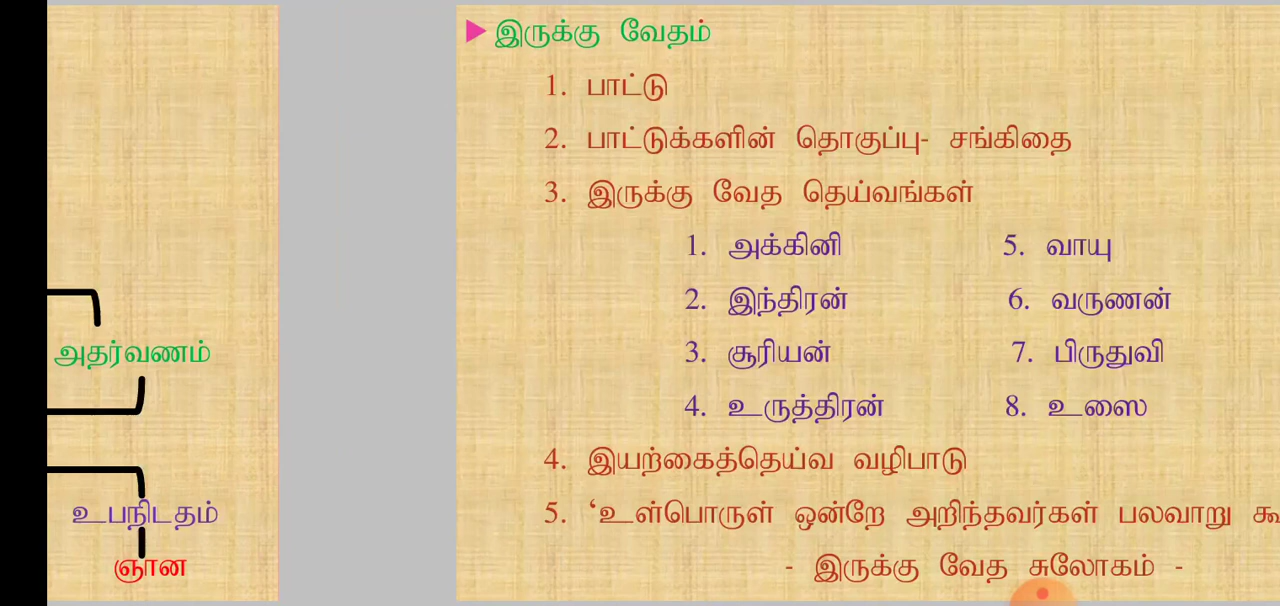 அதர்வணம்
உபநிடதம்
ஞான
இருக்கு வேதம்
1. பாட்டு
2. பாட்டுக்களின் தொகுப்பு- சங்கிதை
3. இருக்கு வேத தெய்வங்கள்
1. அக்கினி 5. வாயு
2. இந்திரன் 6. வருணன்
3. சூரியன் 7. பிருதுவி
4. உருத்திரன் 8. உஸை
4. இயற்கைத்தெய்வ வழிபாடு
5. ‘உள்பொருள் ஒன்றே அறிந்தவர்கள் பலவாறு
- இருக்கு வேத சுலோகம் -